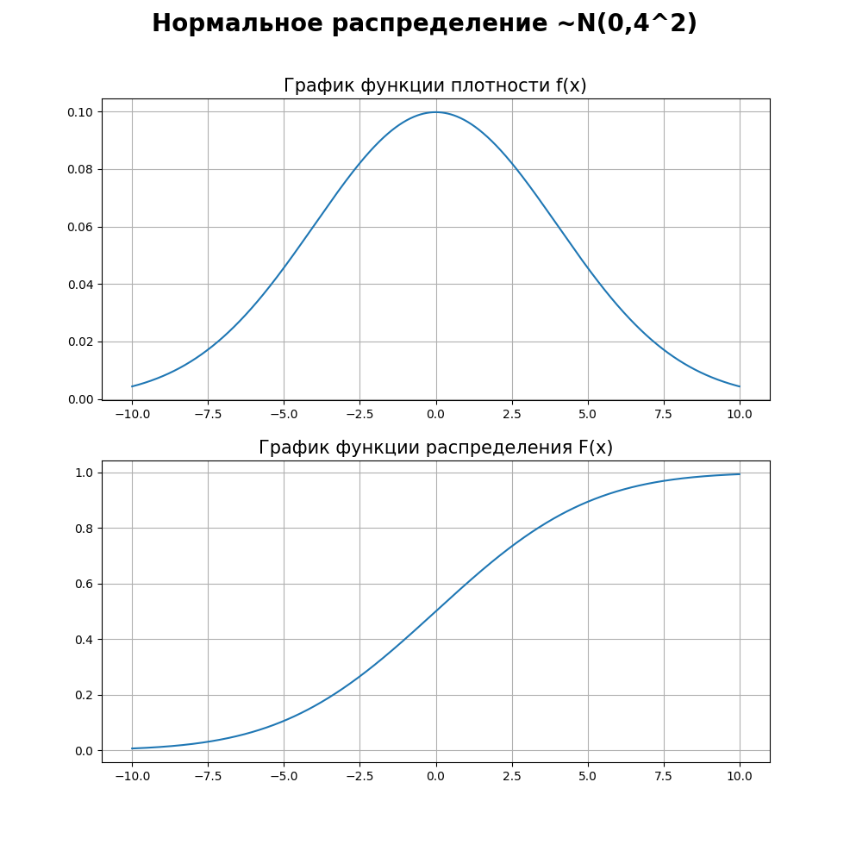 Нормальное распределение ~N(0,4^2)
График функции плотности f(x)
0.10
0.08
0.06
0.04
0.02
0.00
−10.0 −7.5 −5.0 −2.5 0.0 2.5 5.0 7.5 10.0
График функции распределения F(x)
1.0
0.8
0.6
0.4
0.2
0.0
−10.0 −7.5 −5.0 −2.5 0.0 2.5 5.0 7.5 10.0